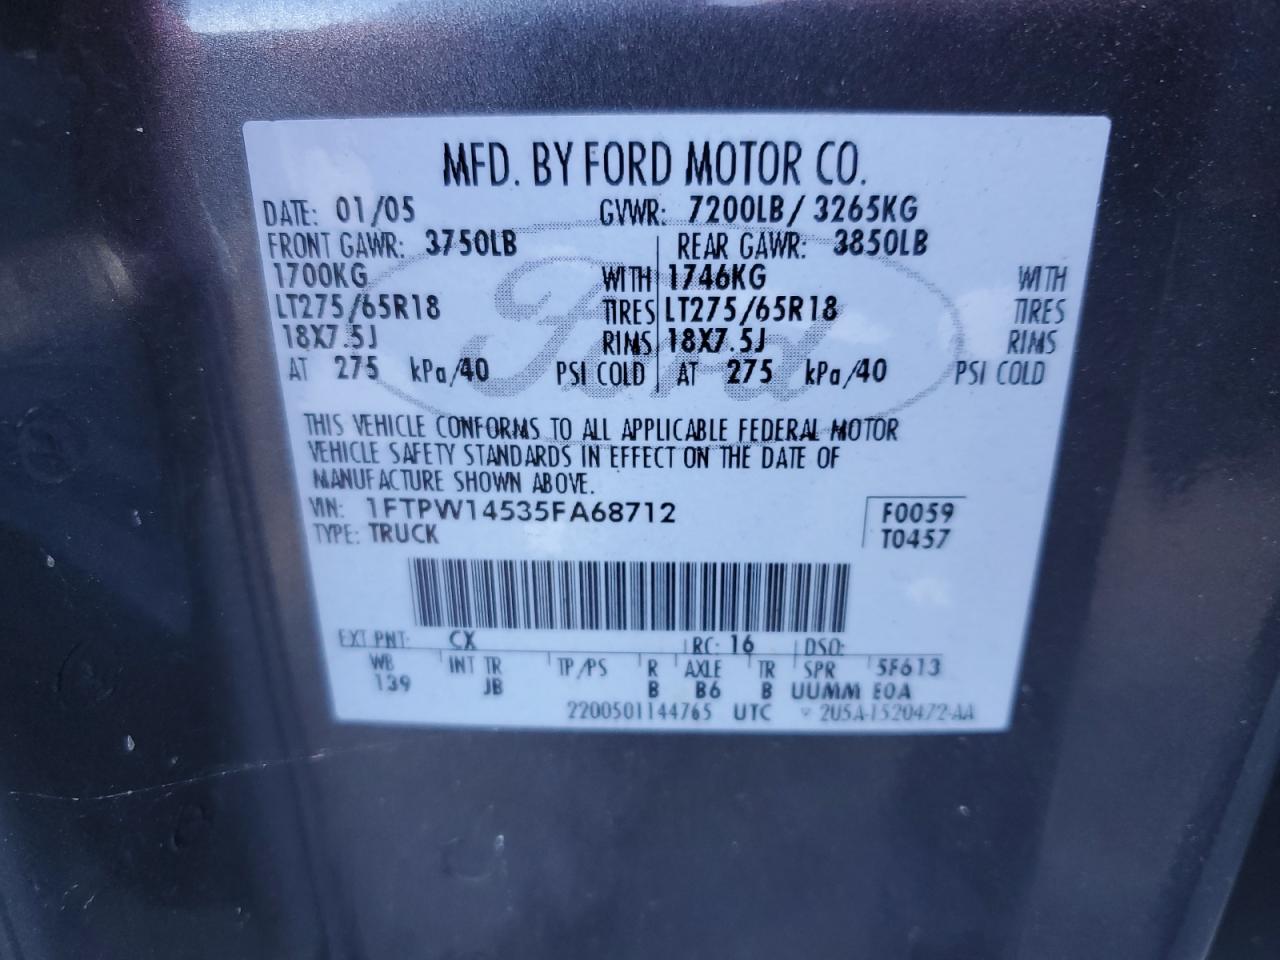 MFD. BY FORD MOTOR CO.
DATE: 01/05 GVWR: 7200LB/ 3265KG
FRONT GAWR: 3750LB REAR GAWR: 3850LB
1700KG WITH 1746KG WITH
LT275/65R18 TIRES LT275/65R18 TIRES
18X7.5J RIMS 18X7.5J RIMS
AT 275 kPa/40 PSI COLD AT 275 kPa/40 PSI COLD
Ford
THIS VEHICLE CONFORMS TO ALL APPLICABLE FEDERAL MOTOR
VEHICLE SAFETY STANDARDS IN EFFECT ON THE DATE OF
MANUFACTURE SHOWN ABOVE.
VIN: 1FTPW14535FA68712 F0059
TYPE: TRUCK T0457
EXT PNT: CX RC: 16 DSO:
WB INT TR TP/PS R AXLE TR SPR 5F613
139 JB B B6 B UUMM EOA
2200501144765 UTC ▽ 2U5A-1520472-AA